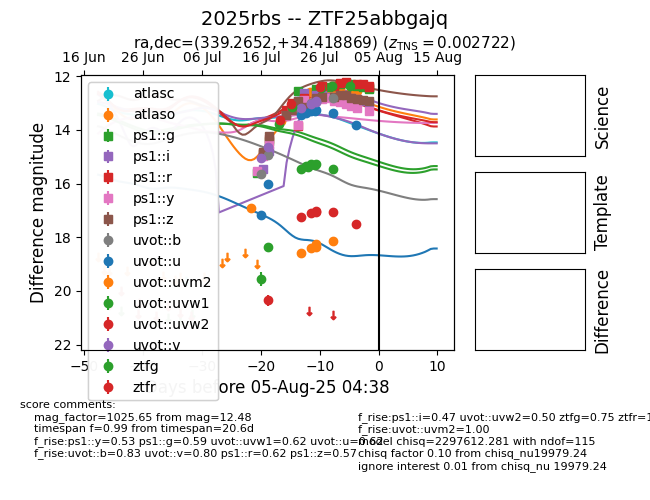 2025rbs -- ZTF25abbgajq
ra,dec=(339.2652,+34.418869) (zTNS = 0.002722)
16 Jun 26 Jun 06 Jul 16 Jul 26 Jul 05 Aug 15 Aug
atlasc
atlaso
ps1::g
ps1::i
ps1::r
ps1::y
ps1::z
uvot::b
uvot::u
uvot::uvm2
uvot::uvw1
uvot::uvw2
uvot::v
ztfg
ztfr
Difference magnitude
12
14
16
18
20
22
−20 −10 0 10
before 05-Aug-25 04:38
Science
Template
Difference
score comments:
mag_factor=1025.65 from mag=12.48
timespan f=0.99 from timespan=20.6d
f_rise:ps1::y=0.53 ps1::g=0.59 uvot::uvw1=0.62 uvot::u=0.62
f_rise:uvot::b=0.83 uvot::v=0.80 ps1::r=0.62 ps1::z=0.57
f_rise:ps1::i=0.47 uvot::uvw2=0.50 ztfg=0.75 ztfr=1
f_rise:uvot::uvm2=1.00
model chisq=2297612.281 with ndof=115
chisq factor 0.10 from chisq_nu19979.24
ignore interest 0.01 from chisq_nu 19979.24